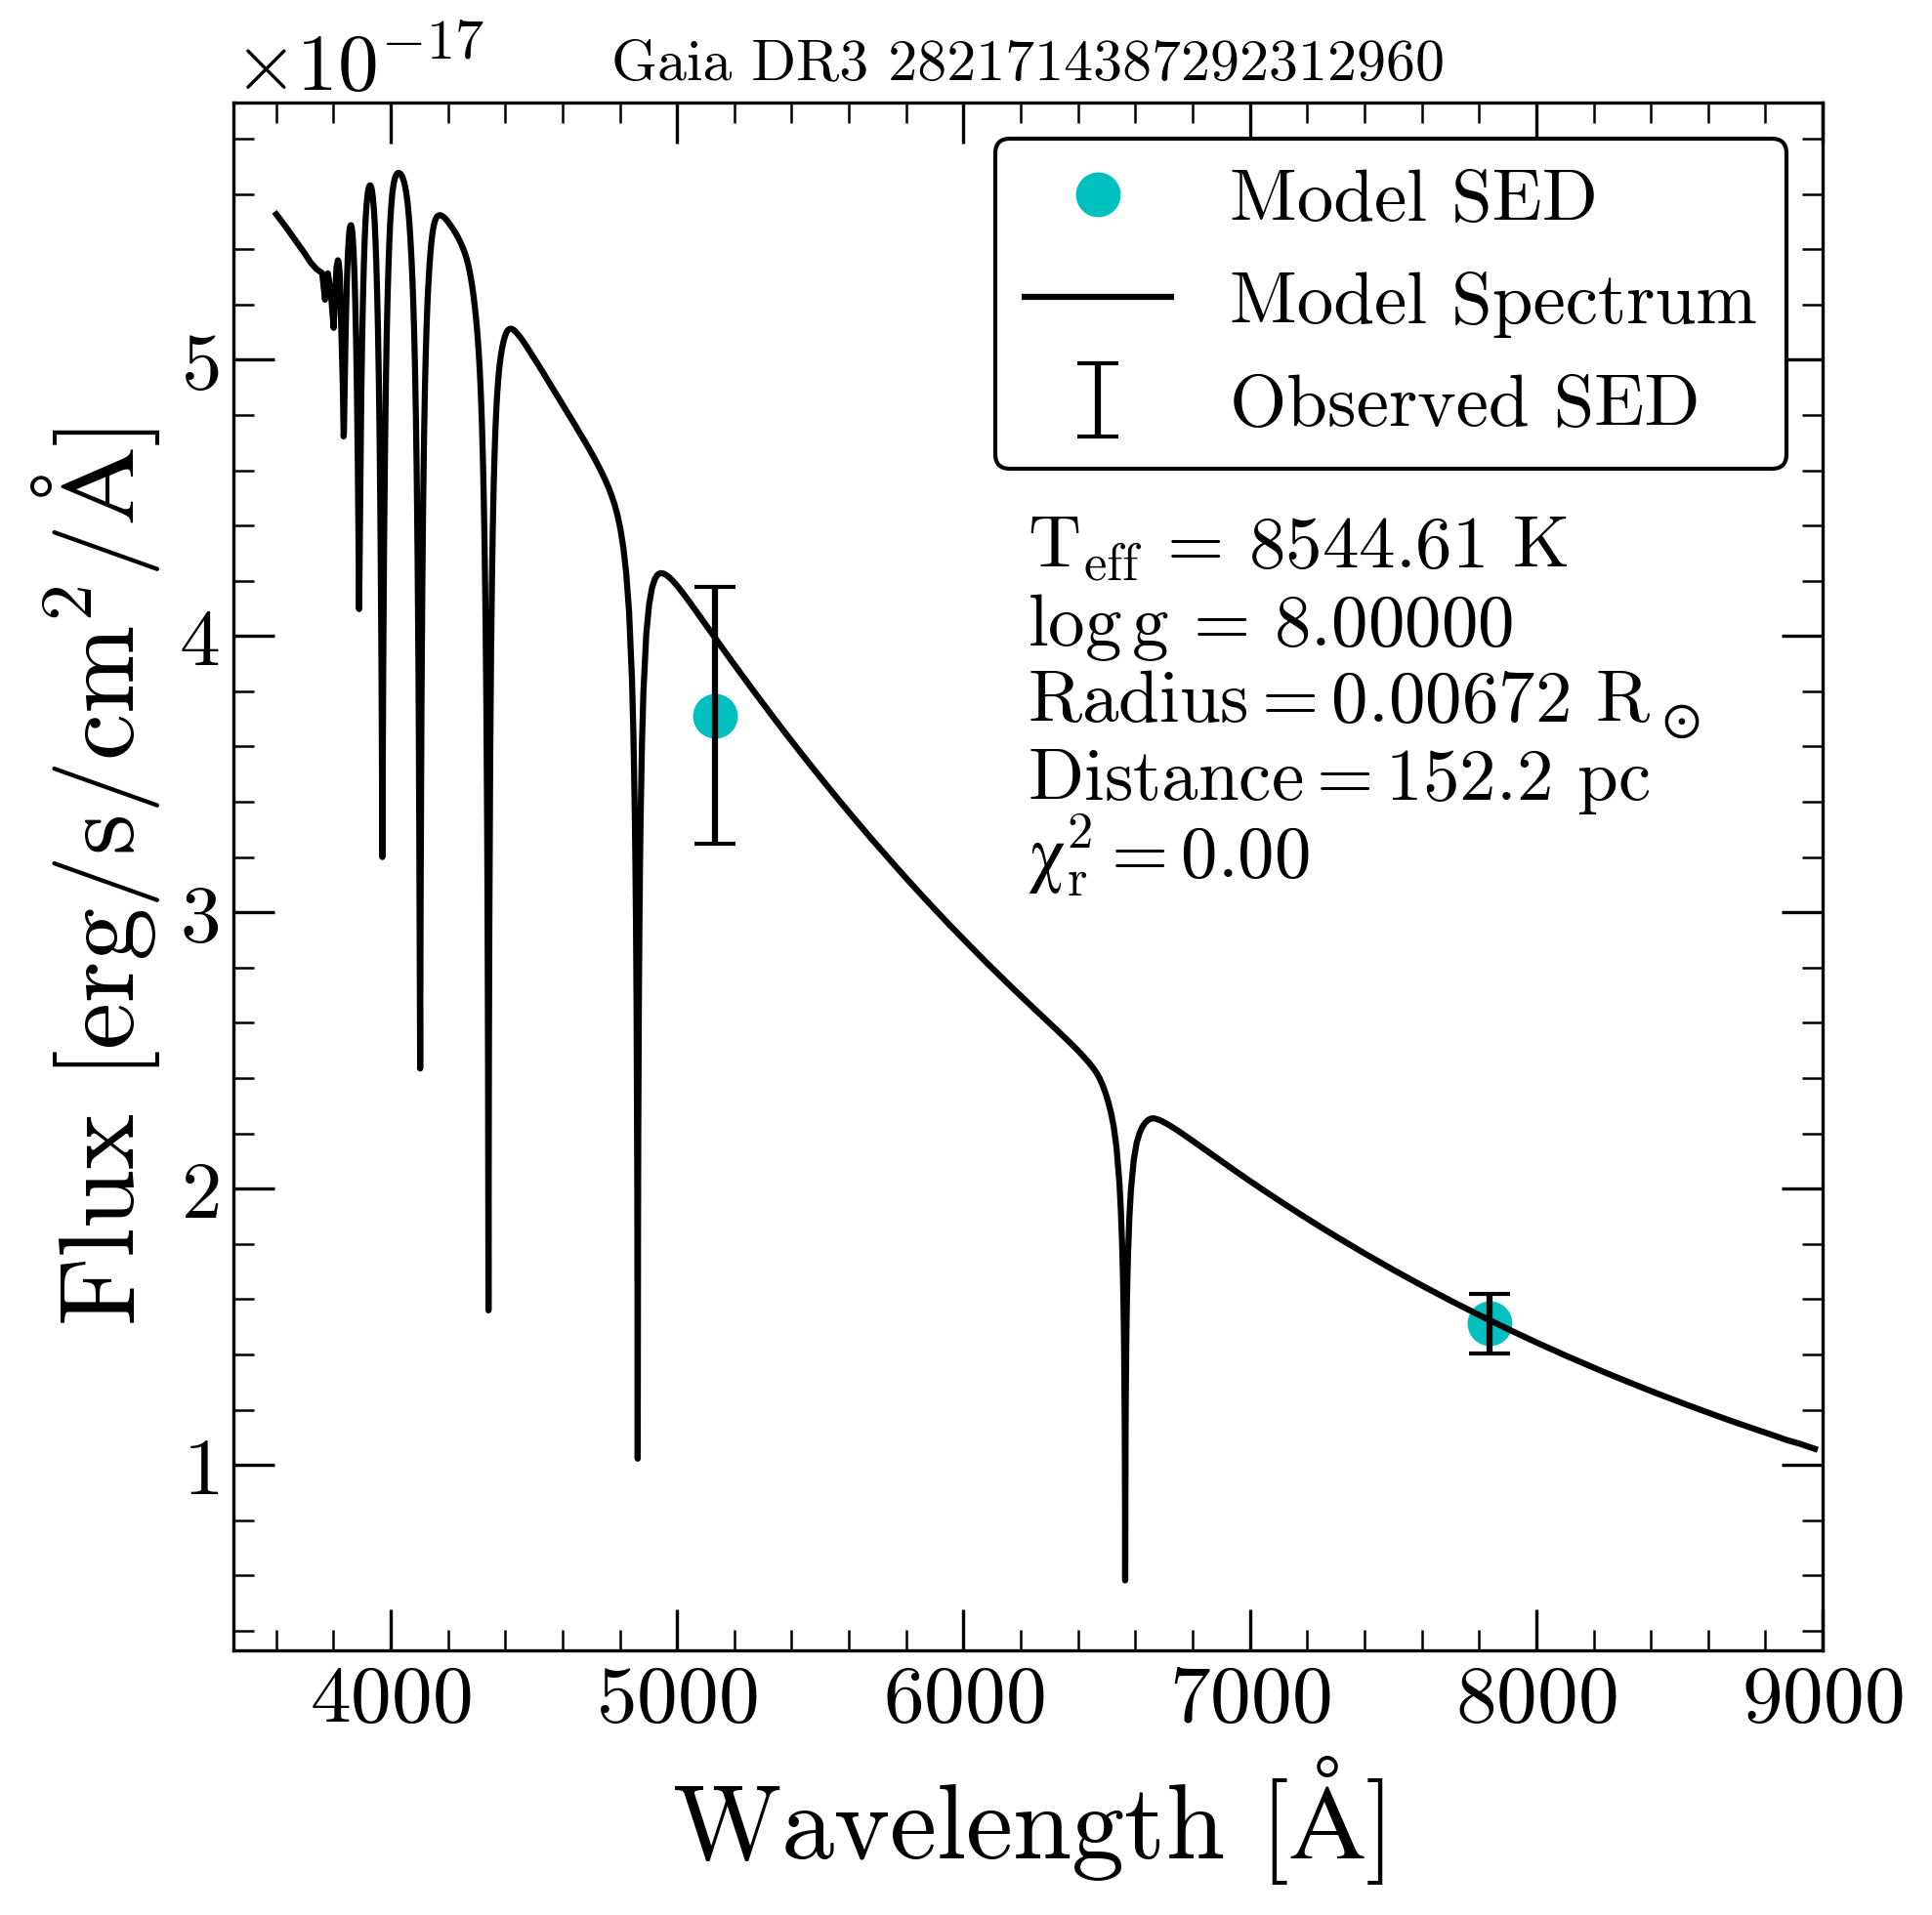 ×10⁻¹⁷
Gaia DR3 2821714387292312960
Model SED
Model Spectrum
Observed SED
T_eff = 8544.61 K
log g = 8.00000
Radius = 0.00672 R_⊙
Distance = 152.2 pc
χ²_r = 0.00
5
4
3
2
1
Flux [erg/s/cm²/Å]
4000 5000 6000 7000 8000 9000
Wavelength [Å]